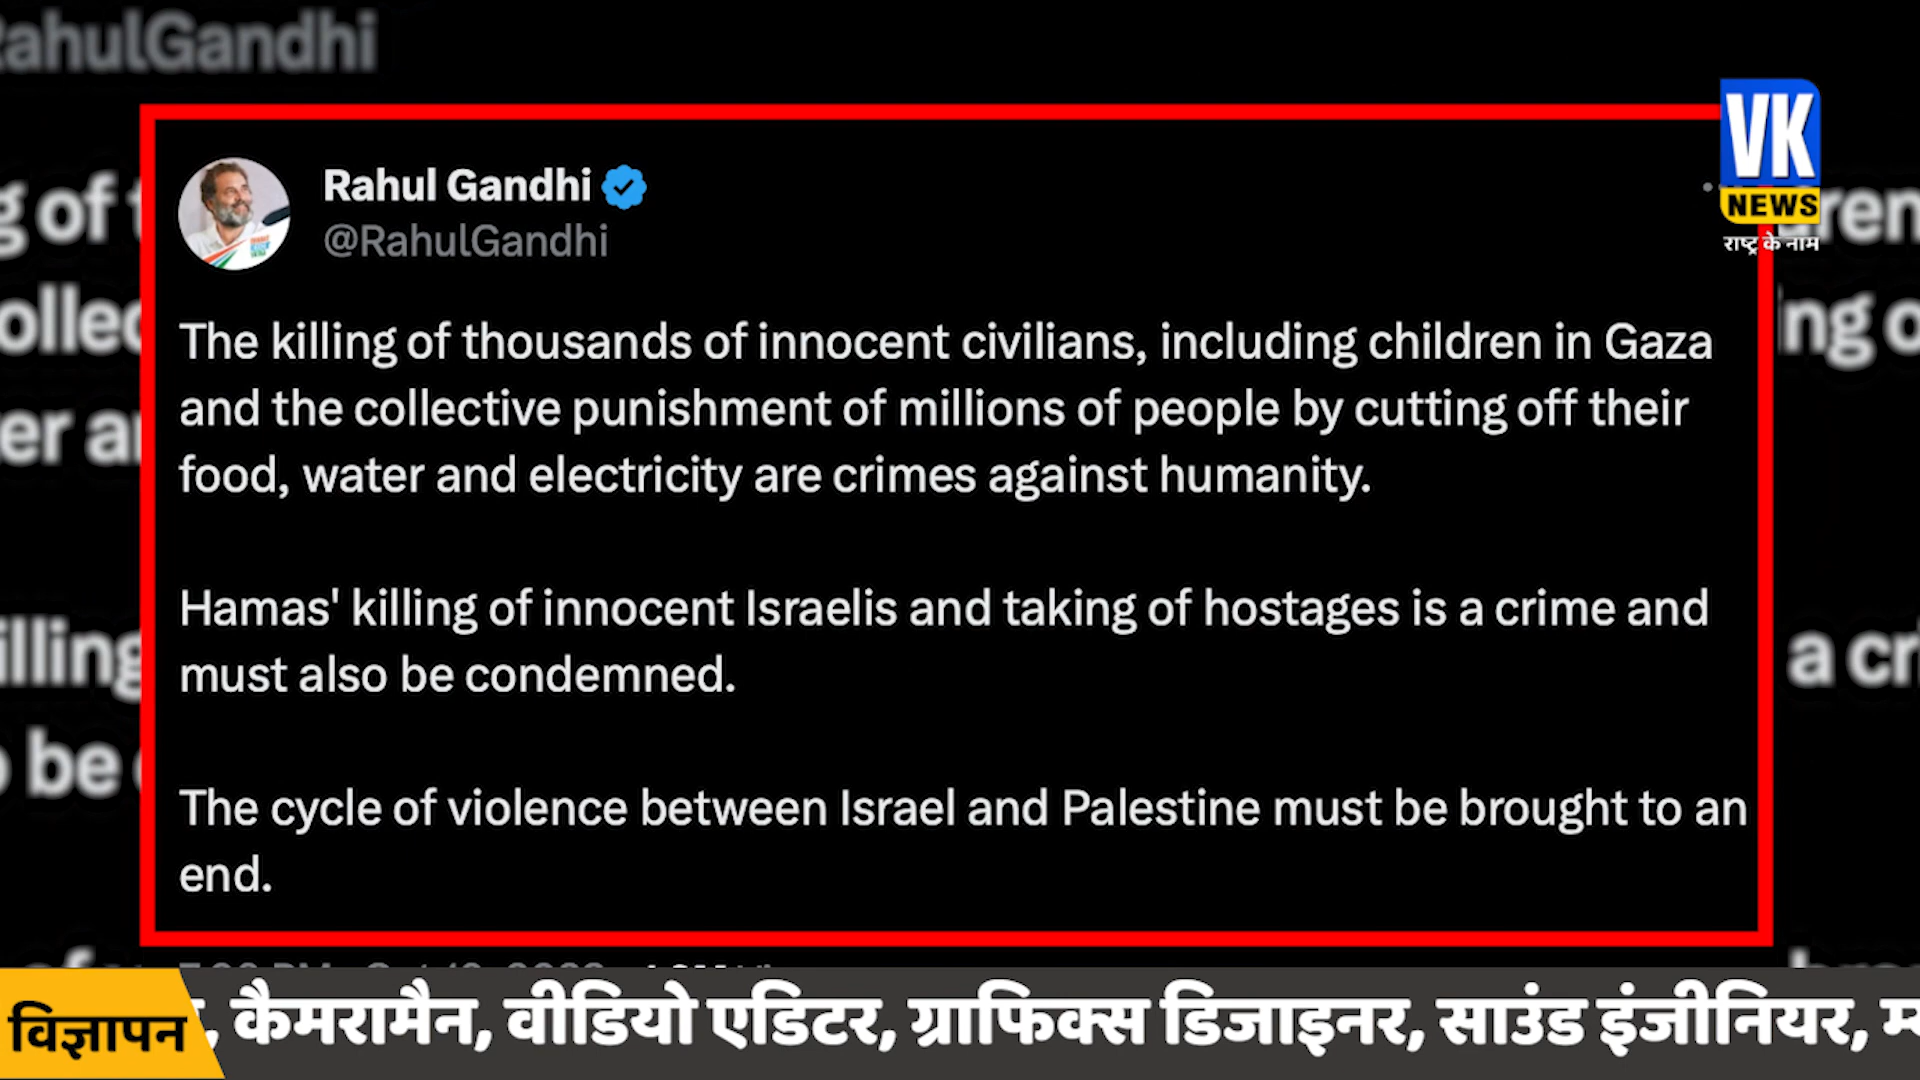 RahulGandhi
VK
NEWS
राष्ट्र के नाम
Rahul Gandhi
@RahulGandhi
The killing of thousands of innocent civilians, including children in Gaza
and the collective punishment of millions of people by cutting off their
food, water and electricity are crimes against humanity.
Hamas' killing of innocent Israelis and taking of hostages is a crime and
must also be condemned.
The cycle of violence between Israel and Palestine must be brought to an
end.
विज्ञापन
, कैमरामैन, वीडियो एडिटर, ग्राफिक्स डिजाइनर, साउंड इंजीनियर,